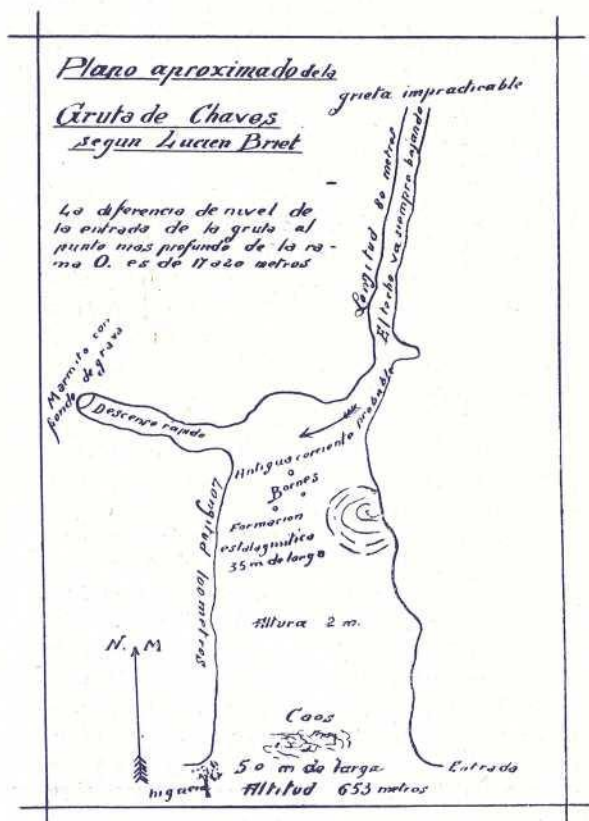 Plano aproximado de la
Gruta de Chaves
segun Lucien Briet
La diferencia de nivel de
la entrada de la gruta al
punto mas profundo de la ra-
ma O. es de 17 a 20 metros
grieta impracticable
Longitud 80 metros
El techo va siempre bajando
Marmita con
fondo de grava
Descenso rapido
Antigua corriente probable
Bornes
Formacion
estalagmitica
35 m de larga
Longitud 100 metros
Altura 2 m.
N. M
Caos
50 m de larga
Entrada
higuera
Altitud 653 metros